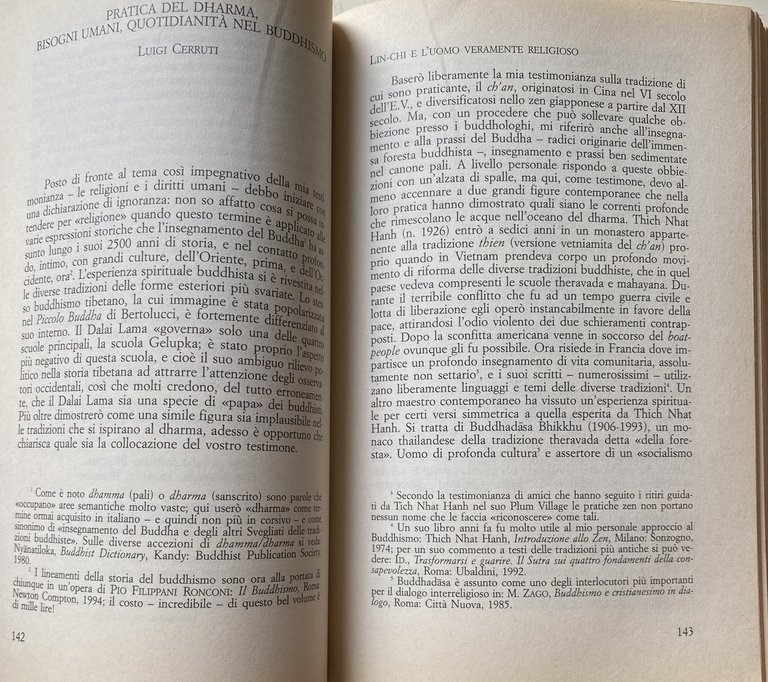 PRATICA DEL DHARMA,
BISOGNI UMANI, QUOTIDIANITÀ NEL BUDDHISMO
LUIGI CERRUTI
Posto di fronte al tema così impegnativo della mia testi-
monianza – le religioni e i diritti umani – debbo iniziare con
una dichiarazione di ignoranza: non so affatto cosa si possa in-
tendere per «religione» quando questo termine è applicato alle
varie espressioni storiche che l'insegnamento del Buddha¹ ha as-
sunto lungo i suoi 2500 anni di storia, e nel contatto profon-
do, intimo, con grandi culture, dell'Oriente, prima, e dell'Oc-
cidente, ora². L'esperienza spirituale buddhista si è rivestita nel-
le diverse tradizioni delle forme esteriori più svariate. Lo stes-
so buddhismo tibetano, la cui immagine è stata popolarizzata
nel Piccolo Buddha di Bertolucci, è fortemente differenziato al
suo interno. Il Dalai Lama «governa» solo una delle quattro
scuole principali, la scuola Gelupka; è stato proprio l'aspetto
più negativo di questa scuola, e cioè il suo ambiguo rilievo po-
litico nella storia tibetana ad attrarre l'attenzione degli osserva-
tori occidentali, così che molti credono, del tutto erroneamen-
te, che il Dalai Lama sia una specie di «papa» dei buddhisti.
Più oltre dimostrerò come una simile figura sia implausibile nel-
le tradizioni che si ispirano al dharma, adesso è opportuno che
chiarisca quale sia la collocazione del vostro testimone.
¹ Come è noto dhamma (pali) o dharma (sanscrito) sono parole che
«occupano» aree semantiche molto vaste; qui userò «dharma» come ter-
mine ormai acquisito in italiano – e quindi non più in corsivo – e come
sinonimo di «insegnamento del Buddha e degli altri Svegliati delle tradi-
zioni buddhiste». Sulle diverse accezioni di dhamma/dharma si veda:
Nyānatiloka, Buddhist Dictionary, Kandy: Buddhist Publication Society,
1980.
² I lineamenti della storia del buddhismo sono ora alla portata di
chiunque in un'opera di PIO FILIPPANI RONCONI: Il Buddhismo, Roma:
Newton Compton, 1994; il costo – incredibile – di questo bel volume è
di mille lire!
142
LIN-CHI E L'UOMO VERAMENTE RELIGIOSO
Baserò liberamente la mia testimonianza sulla tradizione di
cui sono praticante, il ch'an, originatosi in Cina nel VI secolo
dell'E.V., e diversificatosi nello zen giapponese a partire dal XII
secolo. Ma, con un procedere che può sollevare qualche ob-
biezione presso i buddhologhi, mi riferirò anche all'insegna-
mento e alla prassi del Buddha – radici originarie dell'immen-
sa foresta buddhista –, insegnamento e prassi ben sedimentate
nel canone pali. A livello personale rispondo a queste obbie-
zioni con un'alzata di spalle, ma qui, come testimone, devo al-
meno accennare a due grandi figure contemporanee che nella
loro pratica hanno dimostrato quali siano le correnti profonde
che rimescolano le acque nell'oceano del dharma. Thich Nhat
Hanh (n. 1926) entrò a sedici anni in un monastero apparte-
nente alla tradizione thien (versione vetniamita del ch'an) pro-
prio quando in Vietnam prendeva corpo un profondo movi-
mento di riforma delle diverse tradizioni buddhiste, che in quel
paese vedeva compresenti le scuole theravada e mahayana. Du-
rante il terribile conflitto che fu ad un tempo guerra civile e
lotta di liberazione egli operò instancabilmente in favore della
pace, attirandosi l'odio violento dei due schieramenti contrap-
posti. Dopo la sconfitta americana venne in soccorso del boat-
people ovunque gli fu possibile. Ora risiede in Francia dove im-
partisce un profondo insegnamento di vita comunitaria, assolu-
tamente non settario³, e i suoi scritti – numerosissimi – utiliz-
zano liberamente linguaggi e temi delle diverse tradizioni⁴. Un
altro maestro contemporaneo ha vissuto un'esperienza spiritua-
le per certi versi simmetrica a quella esperita da Thich Nhat
Hanh. Si tratta di Buddhadāsa Bhikkhu (1906-1993), un mo-
naco thailandese della tradizione theravada detta «della fore-
sta». Uomo di profonda cultura⁵ e assertore di un «socialismo
³ Secondo la testimonianza di amici che hanno seguito i ritiri guida-
ti da Tich Nhat Hanh nel suo Plum Village le pratiche zen non portano
nessun nome che le faccia «riconoscere» come tali.
⁴ Un suo libro anni fa fu molto utile al mio personale approccio al
Buddhismo: Thich Nhat Hanh, Introduzione allo Zen, Milano: Sonzogno,
1974; per un suo commento a testi delle tradizioni più antiche si può ve-
dere: ID., Trasformarsi e guarire. Il Sutra sui quattro fondamenti della con-
sapevolezza, Roma: Ubaldini, 1992.
⁵ Buddhadāsa è assunto come uno degli interlocutori più importanti
per il dialogo interreligioso in: M. ZAGO, Buddhismo e cristianesimo in dia-
logo, Roma: Città Nuova, 1985.
143